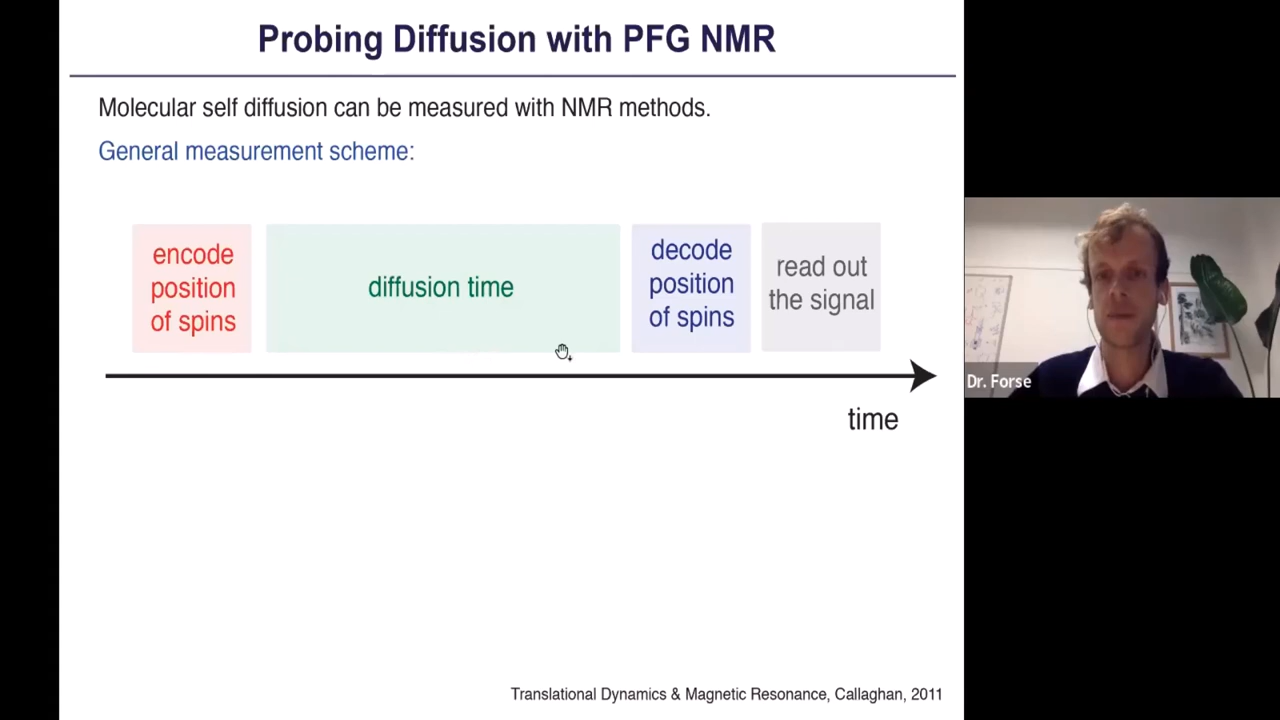 Probing Diffusion with PFG NMR
Molecular self diffusion can be measured with NMR methods.
General measurement scheme:
encode
position
of spins
diffusion time
decode
position
of spins
read out
the signal
time
Dr. Forse
Translational Dynamics & Magnetic Resonance, Callaghan, 2011